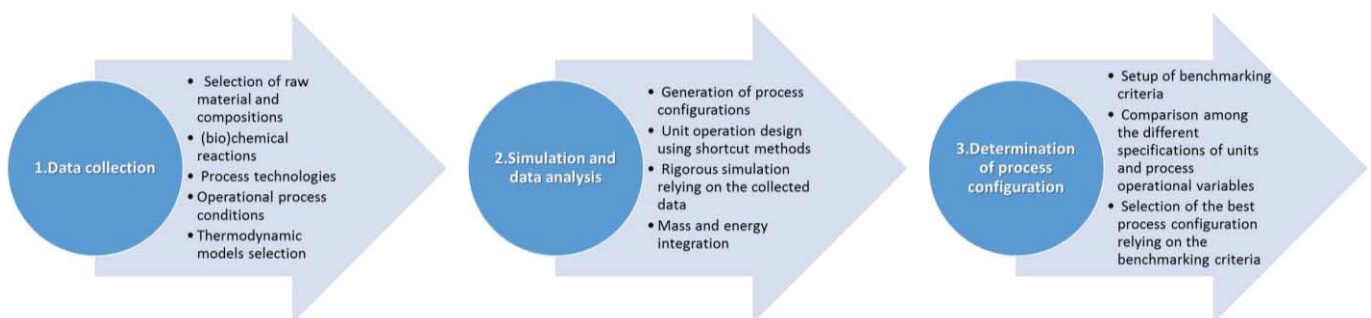 1.Data collection
• Selection of raw
material and
compositions
• (bio)chemical
reactions
• Process technologies
• Operational process
conditions
• Thermodynamic
models selection
2.Simulation and
data analysis
• Generation of process
configurations
• Unit operation design
using shortcut methods
• Rigorous simulation
relying on the collected
data
• Mass and energy
integration
3.Determination
of process
configuration
• Setup of benchmarking
criteria
• Comparison among
the different
specifications of units
and process
operational variables
• Selection of the best
process configuration
relying on the
benchmarking criteria